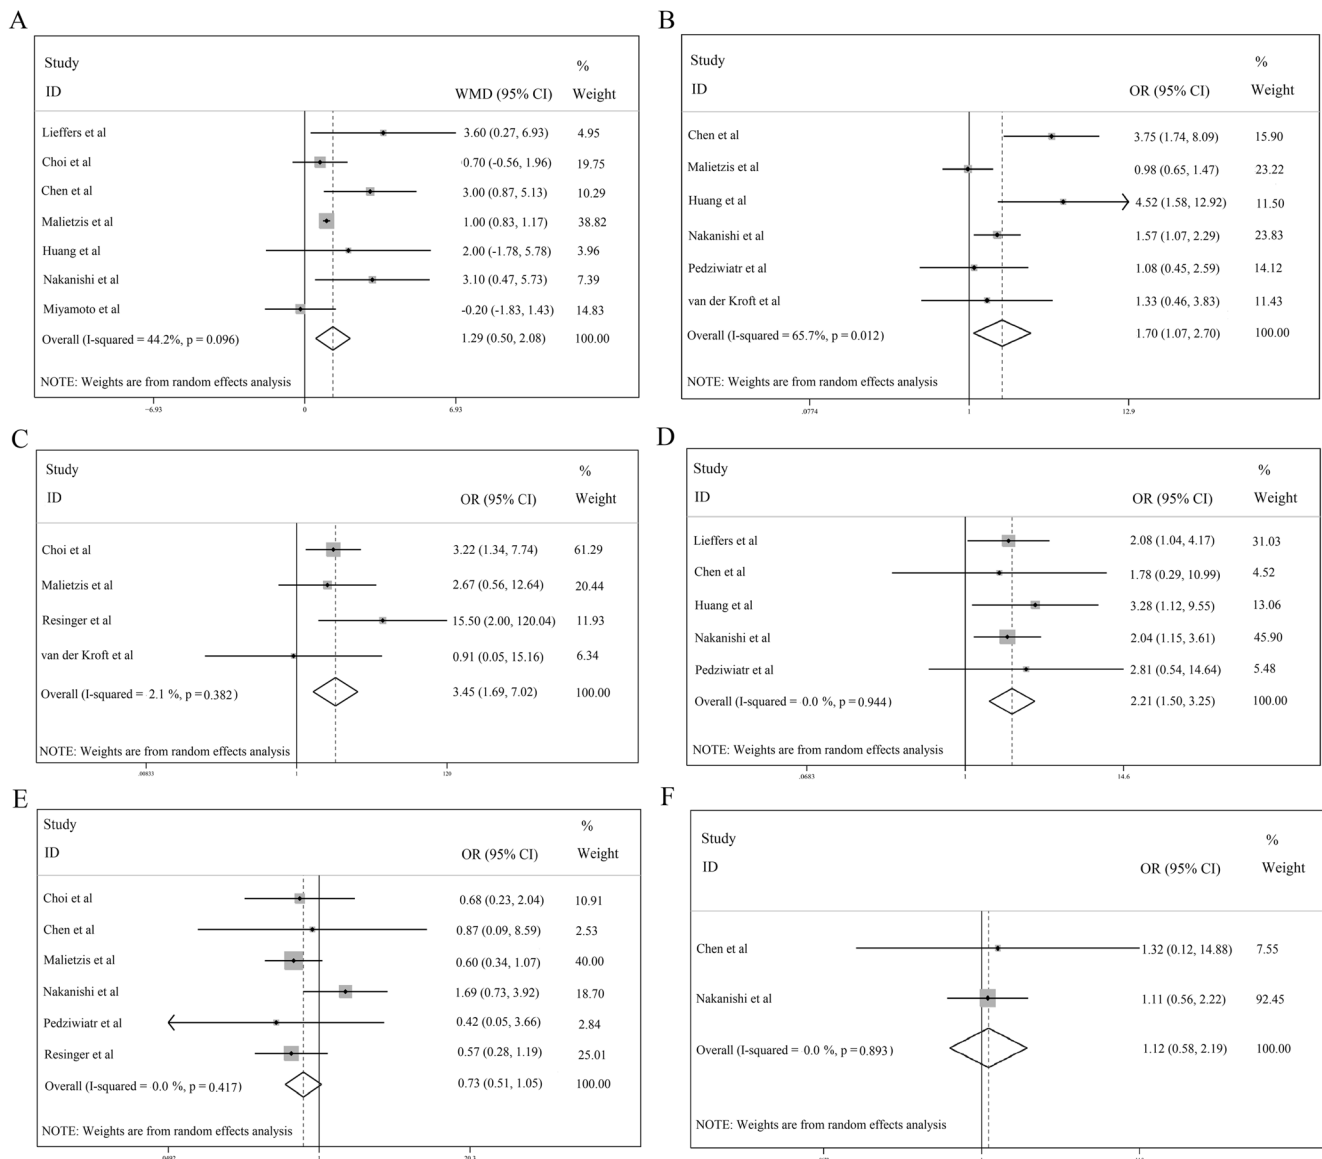 A
Study %
ID WMD (95% CI) Weight
Lieffers et al 3.60 (0.27, 6.93) 4.95
Choi et al 0.70 (-0.56, 1.96) 19.75
Chen et al 3.00 (0.87, 5.13) 10.29
Malietzis et al 1.00 (0.83, 1.17) 38.82
Huang et al 2.00 (-1.78, 5.78) 3.96
Nakanishi et al 3.10 (0.47, 5.73) 7.39
Miyamoto et al -0.20 (-1.83, 1.43) 14.83
Overall (I-squared = 44.2%, p = 0.096) 1.29 (0.50, 2.08) 100.00
NOTE: Weights are from random effects analysis
-6.93 0 6.93
B
Study %
ID OR (95% CI) Weight
Chen et al 3.75 (1.74, 8.09) 15.90
Malietzis et al 0.98 (0.65, 1.47) 23.22
Huang et al 4.52 (1.58, 12.92) 11.50
Nakanishi et al 1.57 (1.07, 2.29) 23.83
Pedziwiatr et al 1.08 (0.45, 2.59) 14.12
van der Kroft et al 1.33 (0.46, 3.83) 11.43
Overall (I-squared = 65.7%, p = 0.012) 1.70 (1.07, 2.70) 100.00
NOTE: Weights are from random effects analysis
.0774 1 12.9
C
Study %
ID OR (95% CI) Weight
Choi et al 3.22 (1.34, 7.74) 61.29
Malietzis et al 2.67 (0.56, 12.64) 20.44
Resinger et al 15.50 (2.00, 120.04) 11.93
van der Kroft et al 0.91 (0.05, 15.16) 6.34
Overall (I-squared = 2.1 %, p=0.382) 3.45 (1.69, 7.02) 100.00
NOTE: Weights are from random effects analysis
.00833 1 120
D
Study %
ID OR (95% CI) Weight
Lieffers et al 2.08 (1.04, 4.17) 31.03
Chen et al 1.78 (0.29, 10.99) 4.52
Huang et al 3.28 (1.12, 9.55) 13.06
Nakanishi et al 2.04 (1.15, 3.61) 45.90
Pedziwiatr et al 2.81 (0.54, 14.64) 5.48
Overall (I-squared = 0.0 %, p=0.944) 2.21 (1.50, 3.25) 100.00
NOTE: Weights are from random effects analysis
.0683 1 14.6
E
Study %
ID OR (95% CI) Weight
Choi et al 0.68 (0.23, 2.04) 10.91
Chen et al 0.87 (0.09, 8.59) 2.53
Malietzis et al 0.60 (0.34, 1.07) 40.00
Nakanishi et al 1.69 (0.73, 3.92) 18.70
Pedziwiatr et al 0.42 (0.05, 3.66) 2.84
Resinger et al 0.57 (0.28, 1.19) 25.01
Overall (I-squared = 0.0 %, p =0.417) 0.73 (0.51, 1.05) 100.00
NOTE: Weights are from random effects analysis
F
Study %
ID OR (95% CI) Weight
Chen et al 1.32 (0.12, 14.88) 7.55
Nakanishi et al 1.11 (0.56, 2.22) 92.45
Overall (I-squared = 0.0 %, p =0.893) 1.12 (0.58, 2.19) 100.00
NOTE: Weights are from random effects analysis